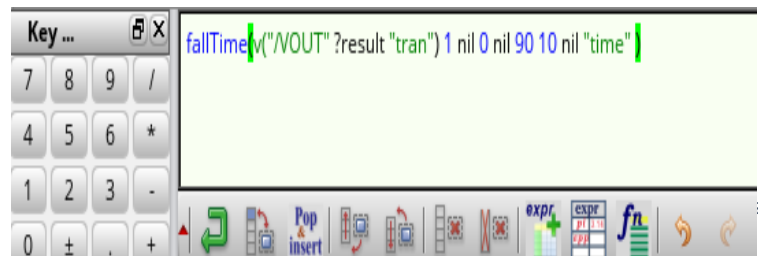 Key ...
fallTime(v("/VOUT" ?result "tran") 1 nil 0 nil 90 10 nil "time" )
7 8 9 /
4 5 6 *
1 2 3 -
0 ± . +
Pop
insert
expr
expr
fn